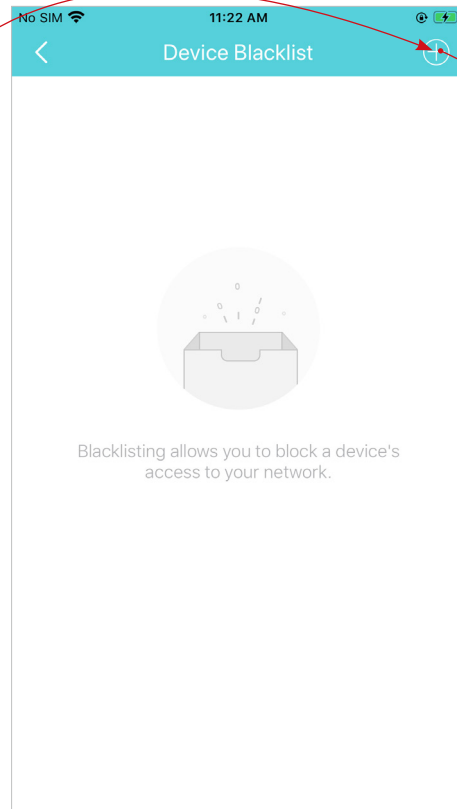 No SIM
11:22 AM
Device Blacklist
Blacklisting allows you to block a device's
access to your network.